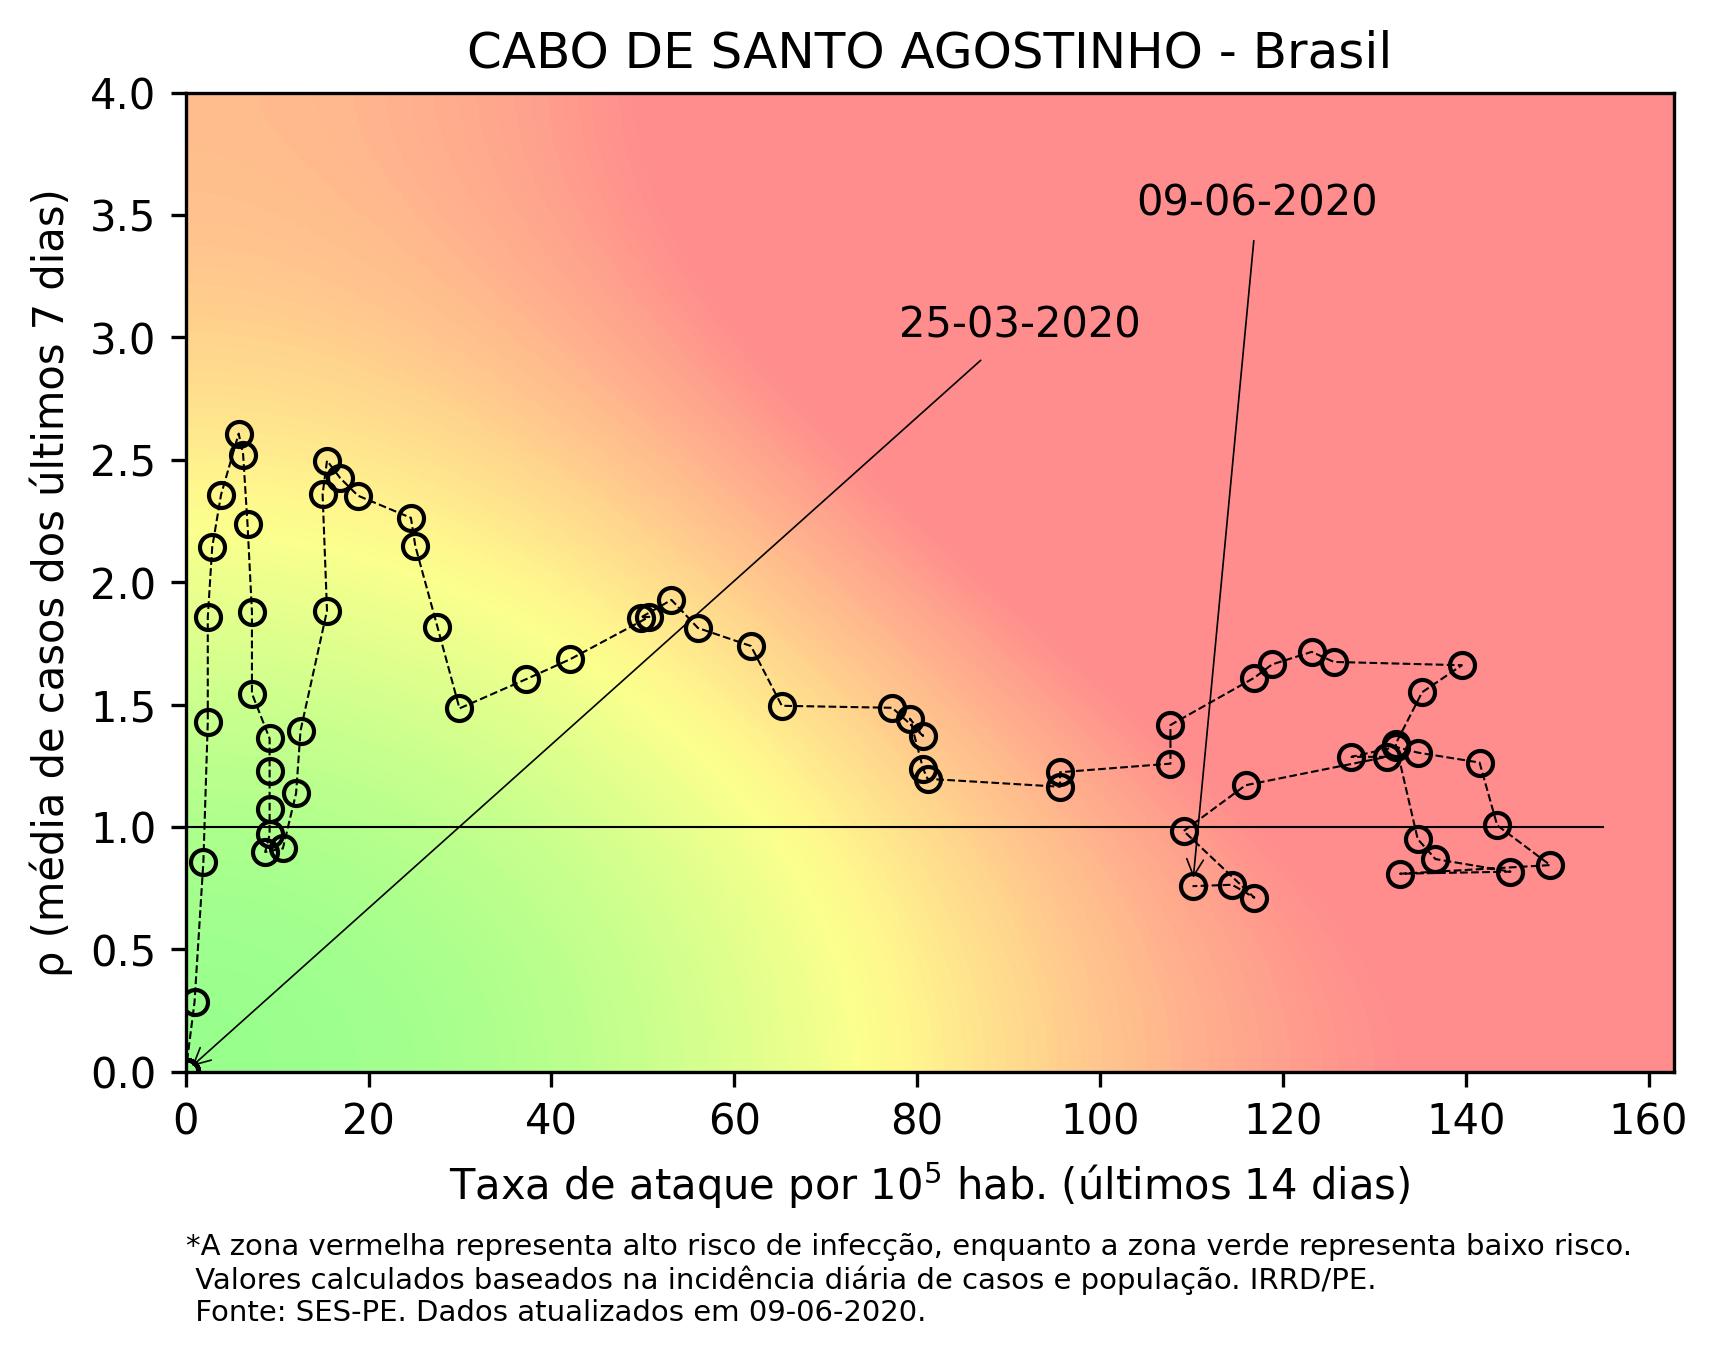 CABO DE SANTO AGOSTINHO - Brasil
4.0
3.5
3.0
2.5
2.0
1.5
1.0
0.5
0.0
ρ (média de casos dos últimos 7 dias)
09-06-2020
25-03-2020
0 20 40 60 80 100 120 140 160
Taxa de ataque por 10⁵ hab. (últimos 14 dias)
*A zona vermelha representa alto risco de infecção, enquanto a zona verde representa baixo risco.
Valores calculados baseados na incidência diária de casos e população. IRRD/PE.
Fonte: SES-PE. Dados atualizados em 09-06-2020.